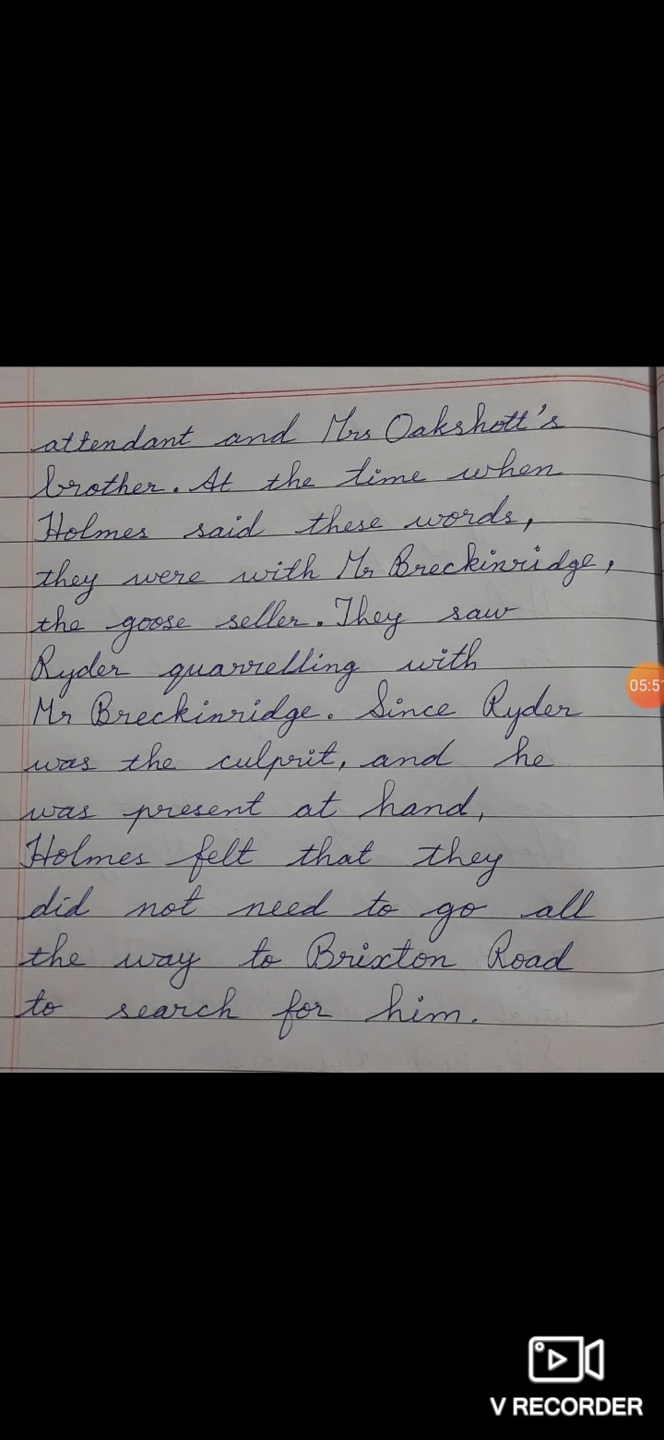 attendant and Mrs Oakshott's
brother. At the time when
Holmes said these words,
they were with Mr Breckinridge,
the goose seller. They saw
Ryder quarrelling with
Mr Breckinridge. Since Ryder
was the culprit, and he
was present at hand,
Holmes felt that they
did not need to go all
the way to Brixton Road
to search for him.
05:5
V RECORDER